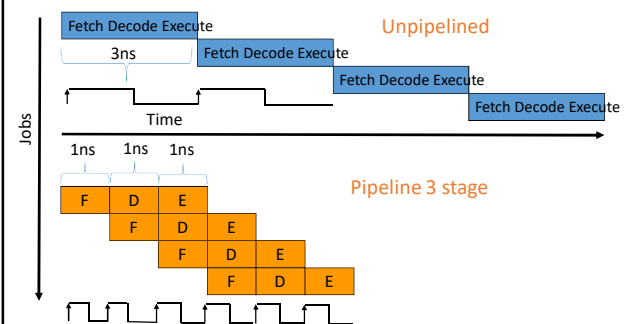 Fetch Decode Execute
Unpipelined
3ns
Fetch Decode Execute
Fetch Decode Execute
Fetch Decode Execute
Jobs
Time
1ns 1ns 1ns
Pipeline 3 stage
F D E
F D E
F D E
F D E